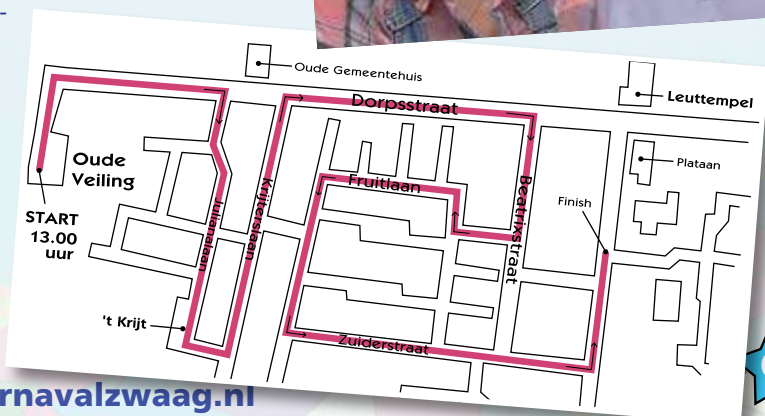 Oude Gemeentehuis
Leuttempel
Dorpsstraat
Oude
Veiling
Plataan
Fruitlaan
Krijterslaan
Beatrixstraat
Finish
Julianalaan
START
13.00
uur
't Krijt
Zuiderstraat
rnavalzwaag.nl